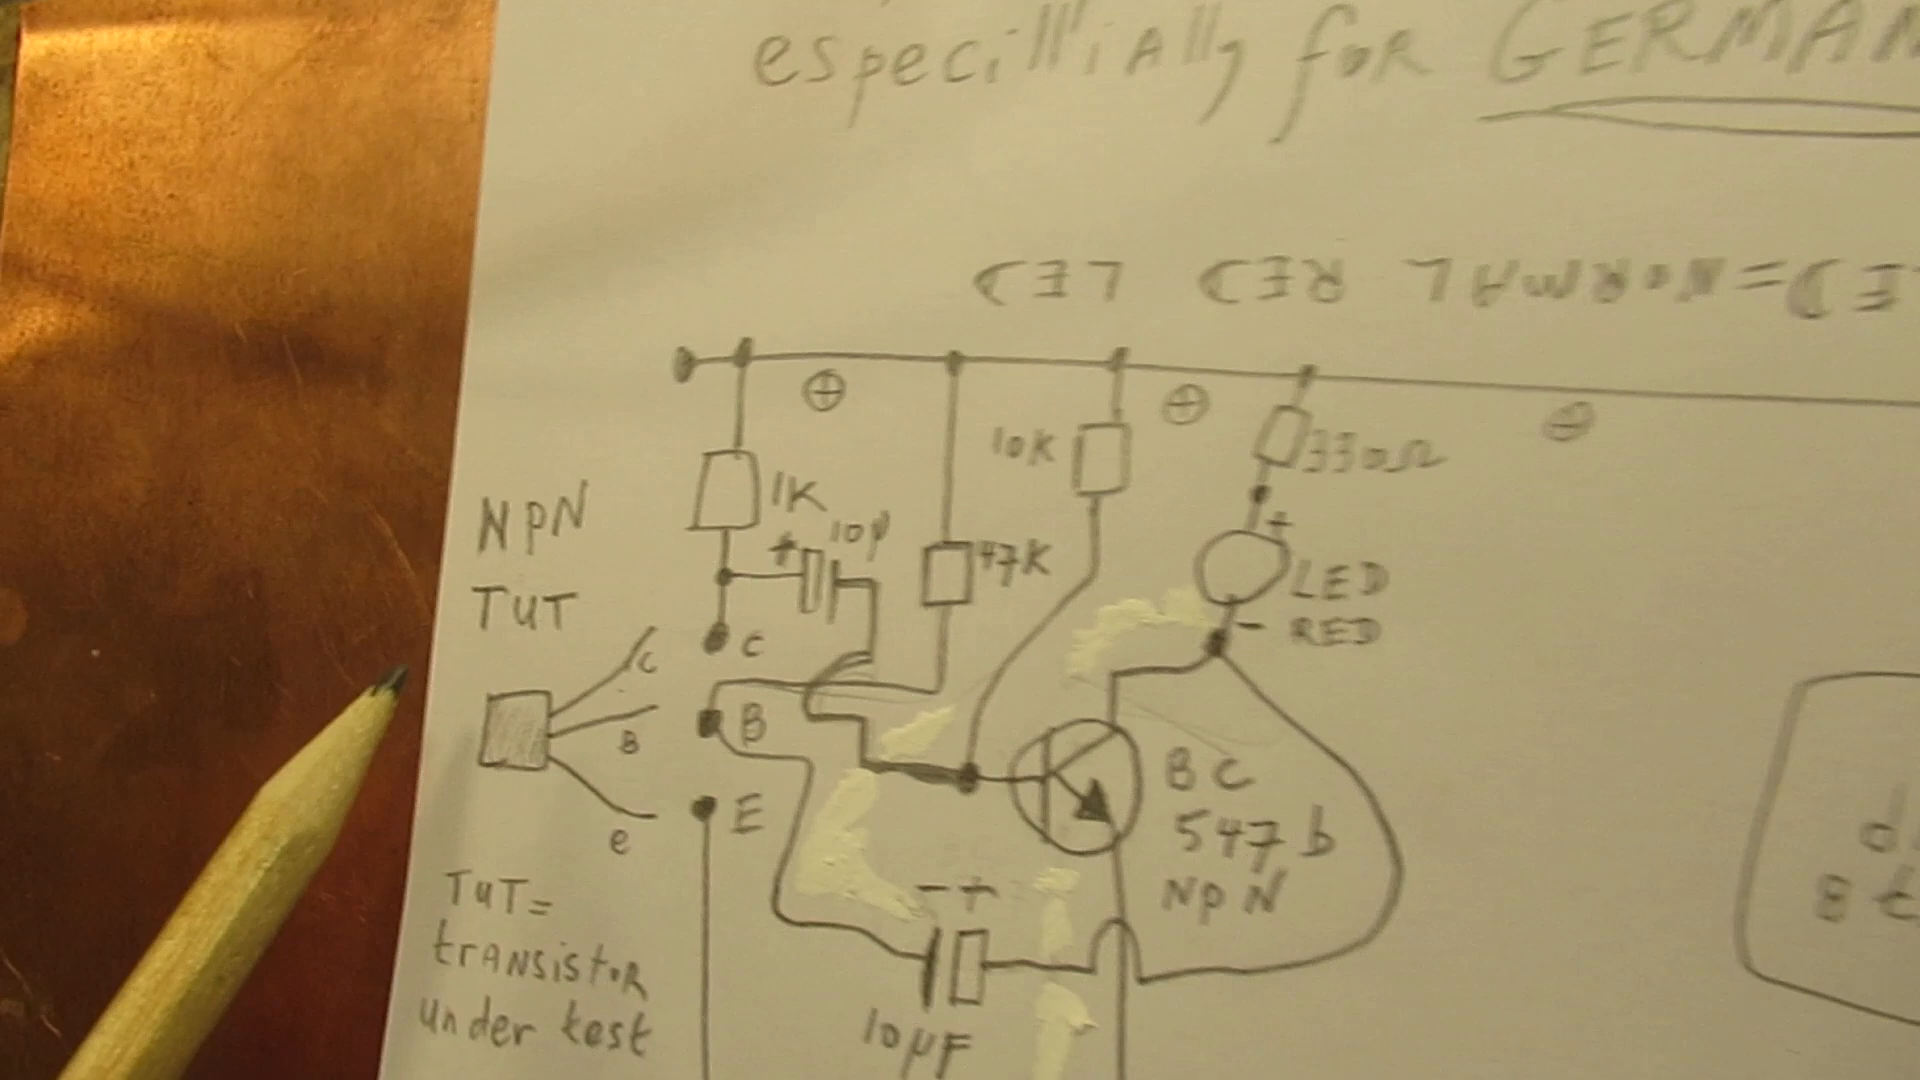 especillially for GERMAN
LED = NORMAL RED LED
10K
330Ω
NPN
TUT
1K
+
10µ
47K
+
LED
- RED
C
C
B
B
E
e
BC
547b
NPN
TUT=
transistor
under test
- +
10µF